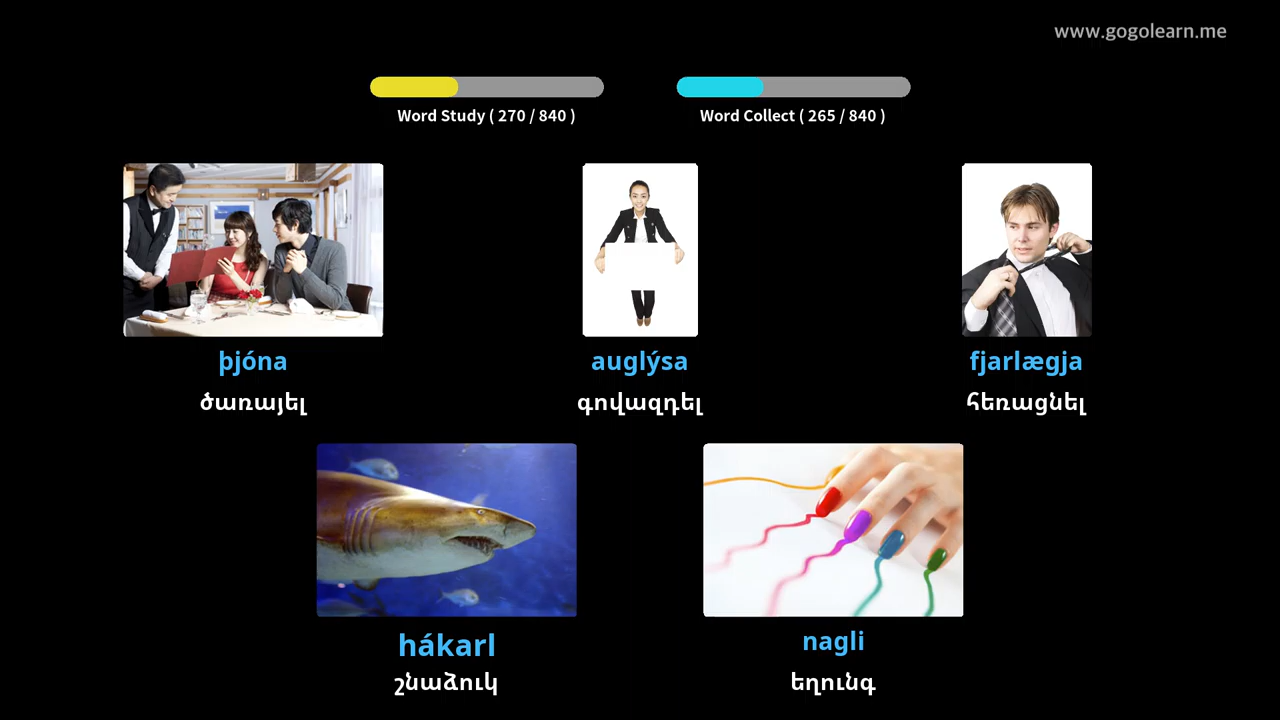 www.gogolearn.me
Word Study ( 270 / 840 )
Word Collect ( 265 / 840 )
þjóna
auglýsa
fjarlægja
ծառայել
գովազդել
հեռացնել
hákarl
nagli
շնաձուկ
եղունգ